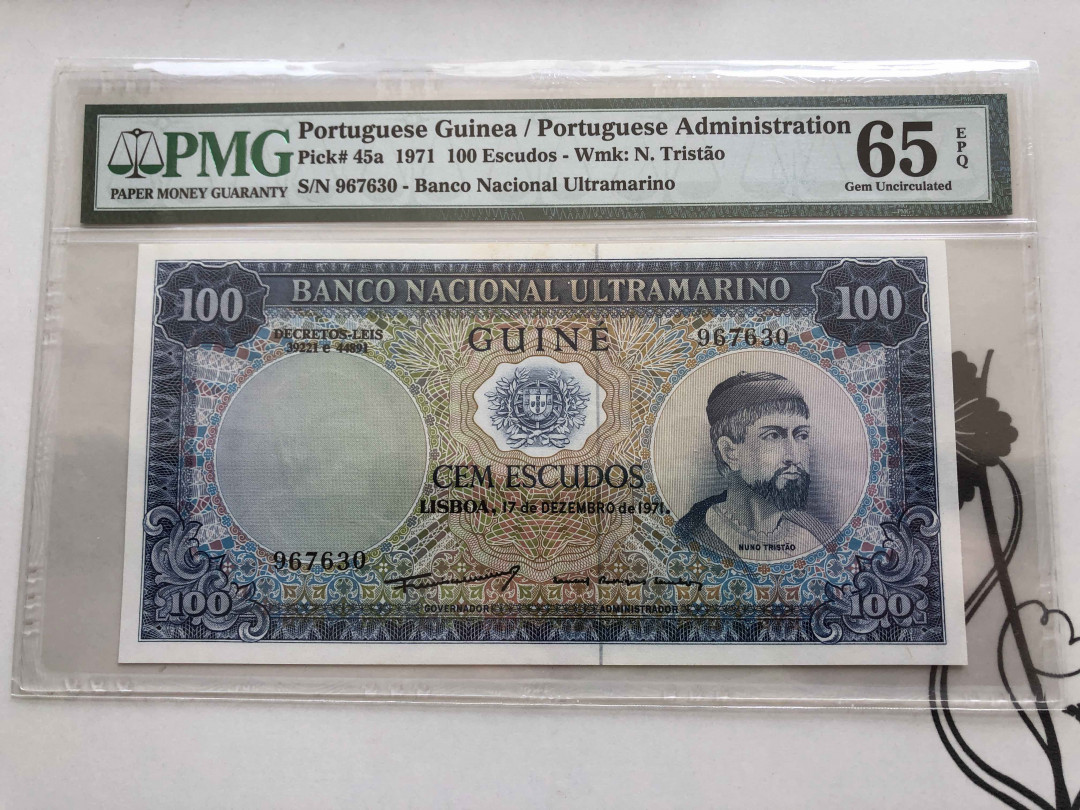 PMG
PAPER MONEY GUARANTY
Portuguese Guinea / Portuguese Administration
Pick# 45a 1971 100 Escudos - Wmk: N. Tristão
S/N 967630 - Banco Nacional Ultramarino
65
EPQ
Gem Uncirculated
100
BANCO NACIONAL ULTRAMARINO
100
DECRETOS-LEIS
39221 e 44891
GUINÉ
967630
CEM ESCUDOS
LISBOA, 17 de DEZEMBRO de 1971.
NUNO TRISTÃO
967630
GOVERNADOR
ADMINISTRADOR
100
100